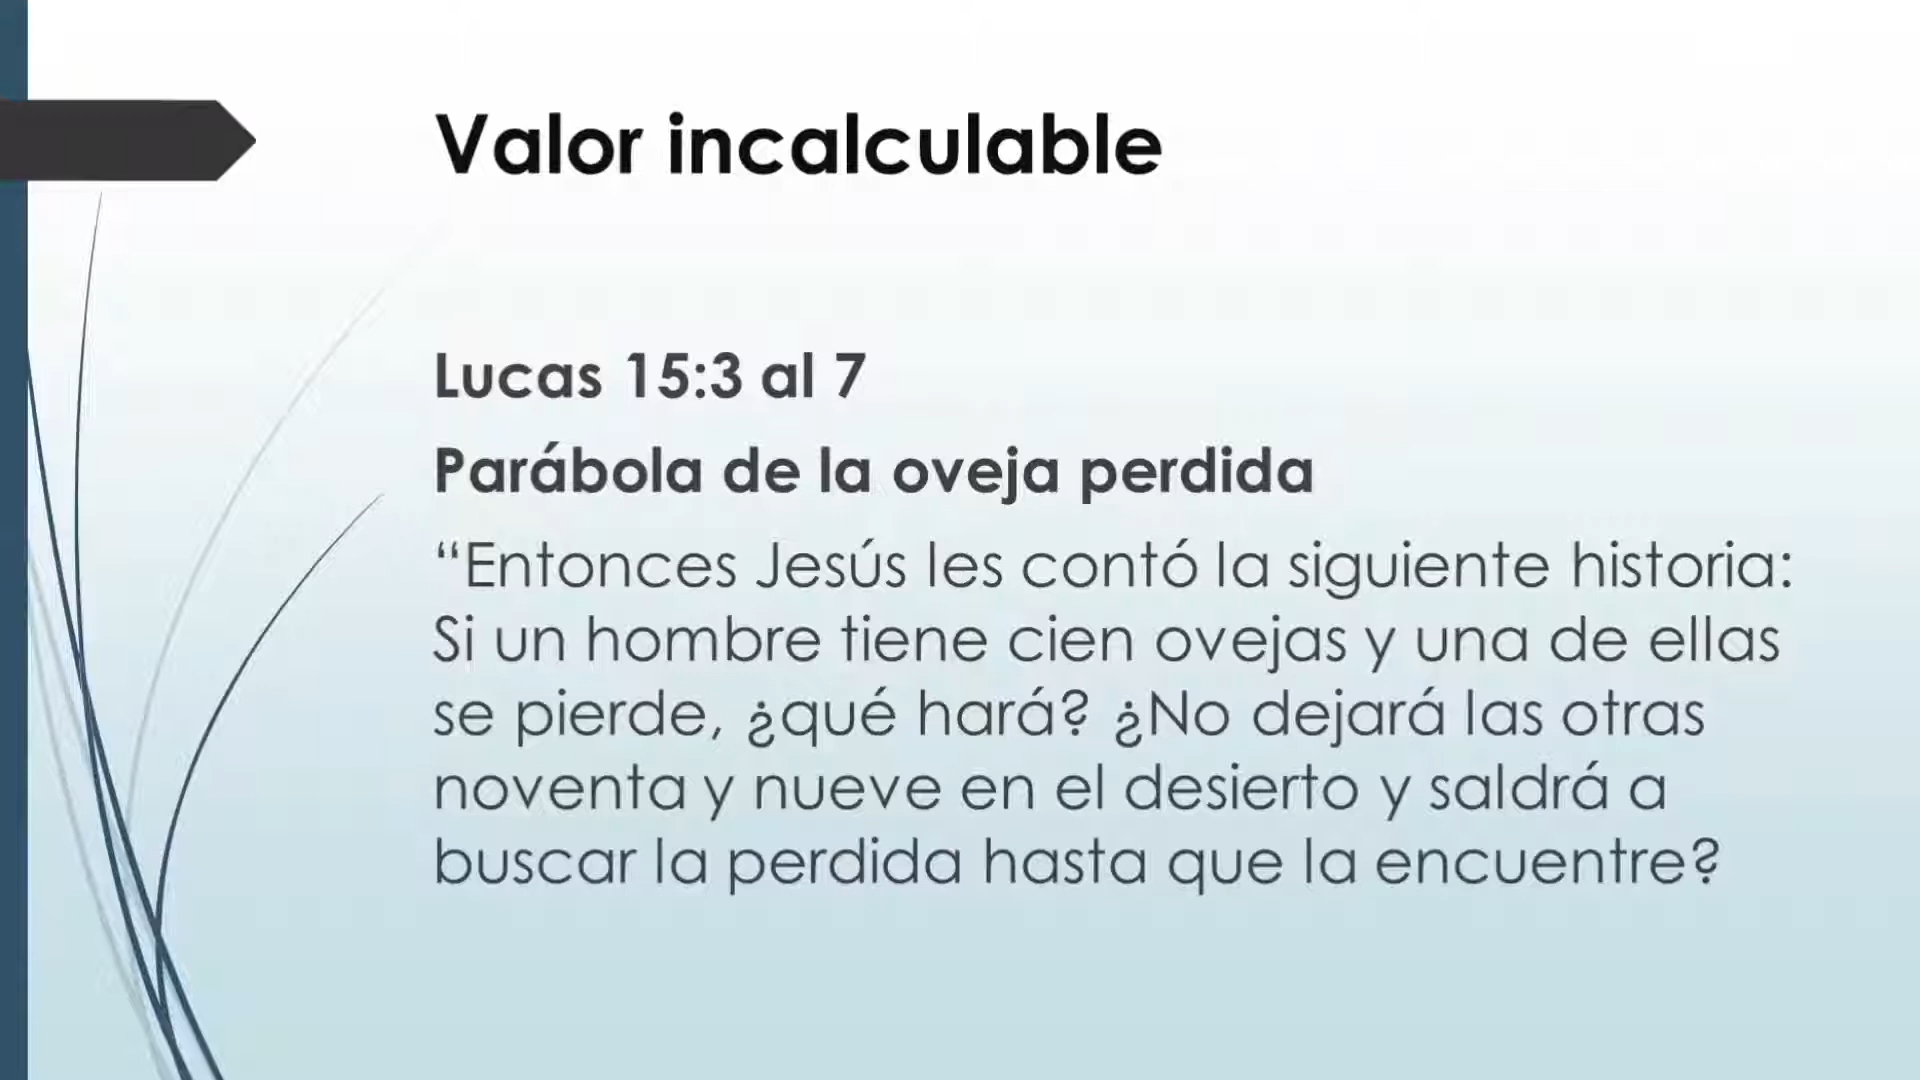 Valor incalculable
Lucas 15:3 al 7
Parábola de la oveja perdida
“Entonces Jesús les contó la siguiente historia:
Si un hombre tiene cien ovejas y una de ellas
se pierde, ¿qué hará? ¿No dejará las otras
noventa y nueve en el desierto y saldrá a
buscar la perdida hasta que la encuentre?